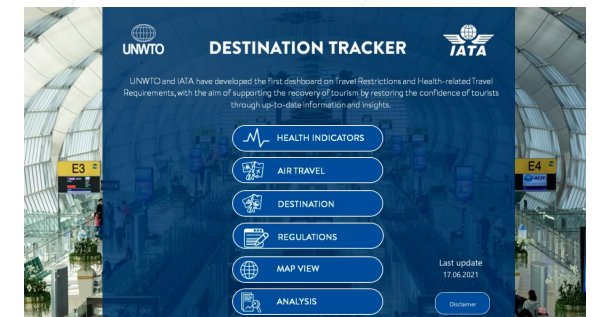 UNWTO
DESTINATION TRACKER
IATA
UNWTO and IATA have developed the first dashboard on Travel Restrictions and Health-related Travel
Requirements, with the aim of supporting the recovery of tourism by restoring the confidence of tourists
through up-to-date information and insights.
HEALTH INDICATORS
E3
E4
AIR TRAVEL
AOT
DESTINATION
REGULATIONS
MAP VIEW
Last update
17.06.2021
ANALYSIS
Disclaimer